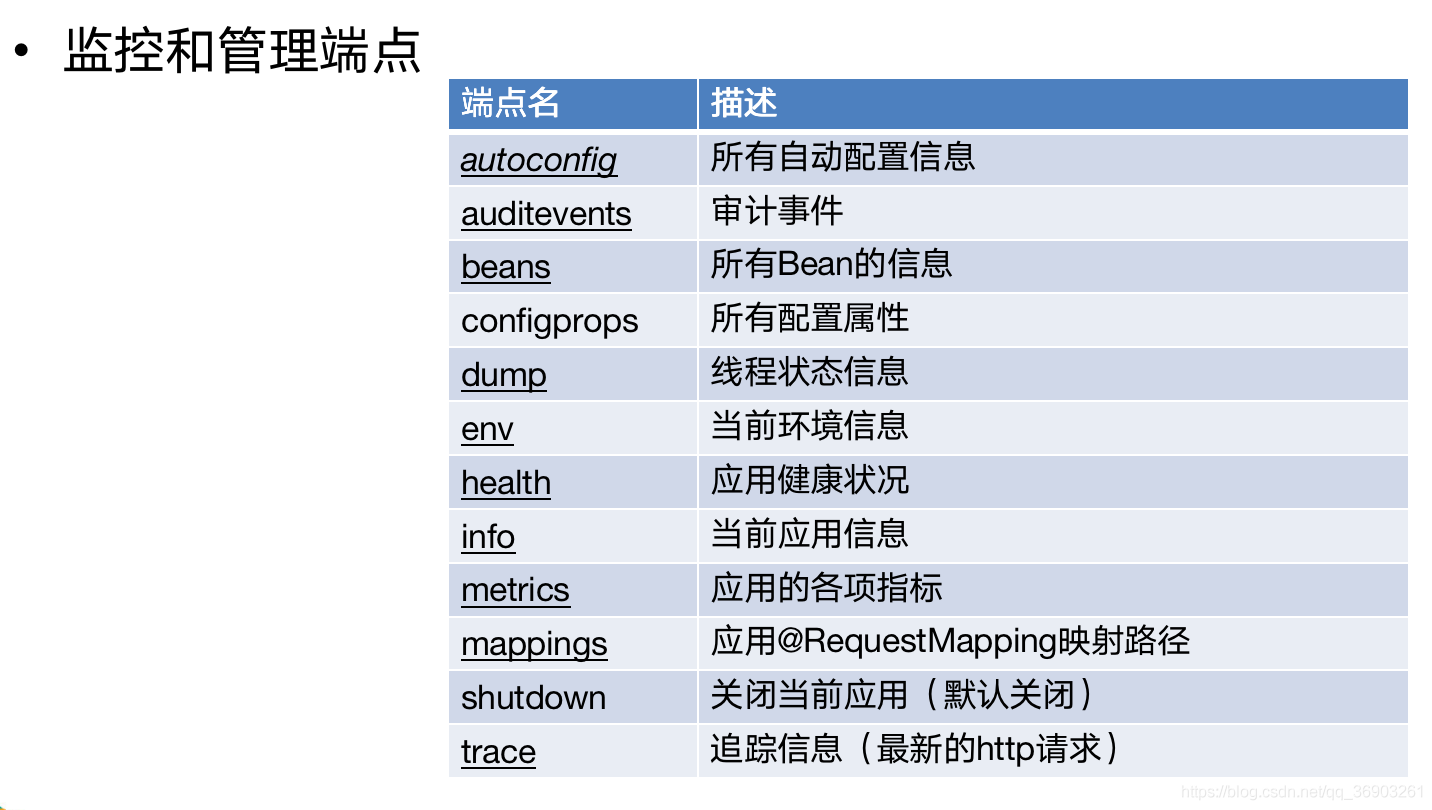 • 监控和管理端点
端点名 描述
autoconfig 所有自动配置信息
auditevents 审计事件
beans 所有Bean的信息
configprops 所有配置属性
dump 线程状态信息
env 当前环境信息
health 应用健康状况
info 当前应用信息
metrics 应用的各项指标
mappings 应用@RequestMapping映射路径
shutdown 关闭当前应用（默认关闭）
trace 追踪信息（最新的http请求）
https://blog.csdn.net/qq_36903261